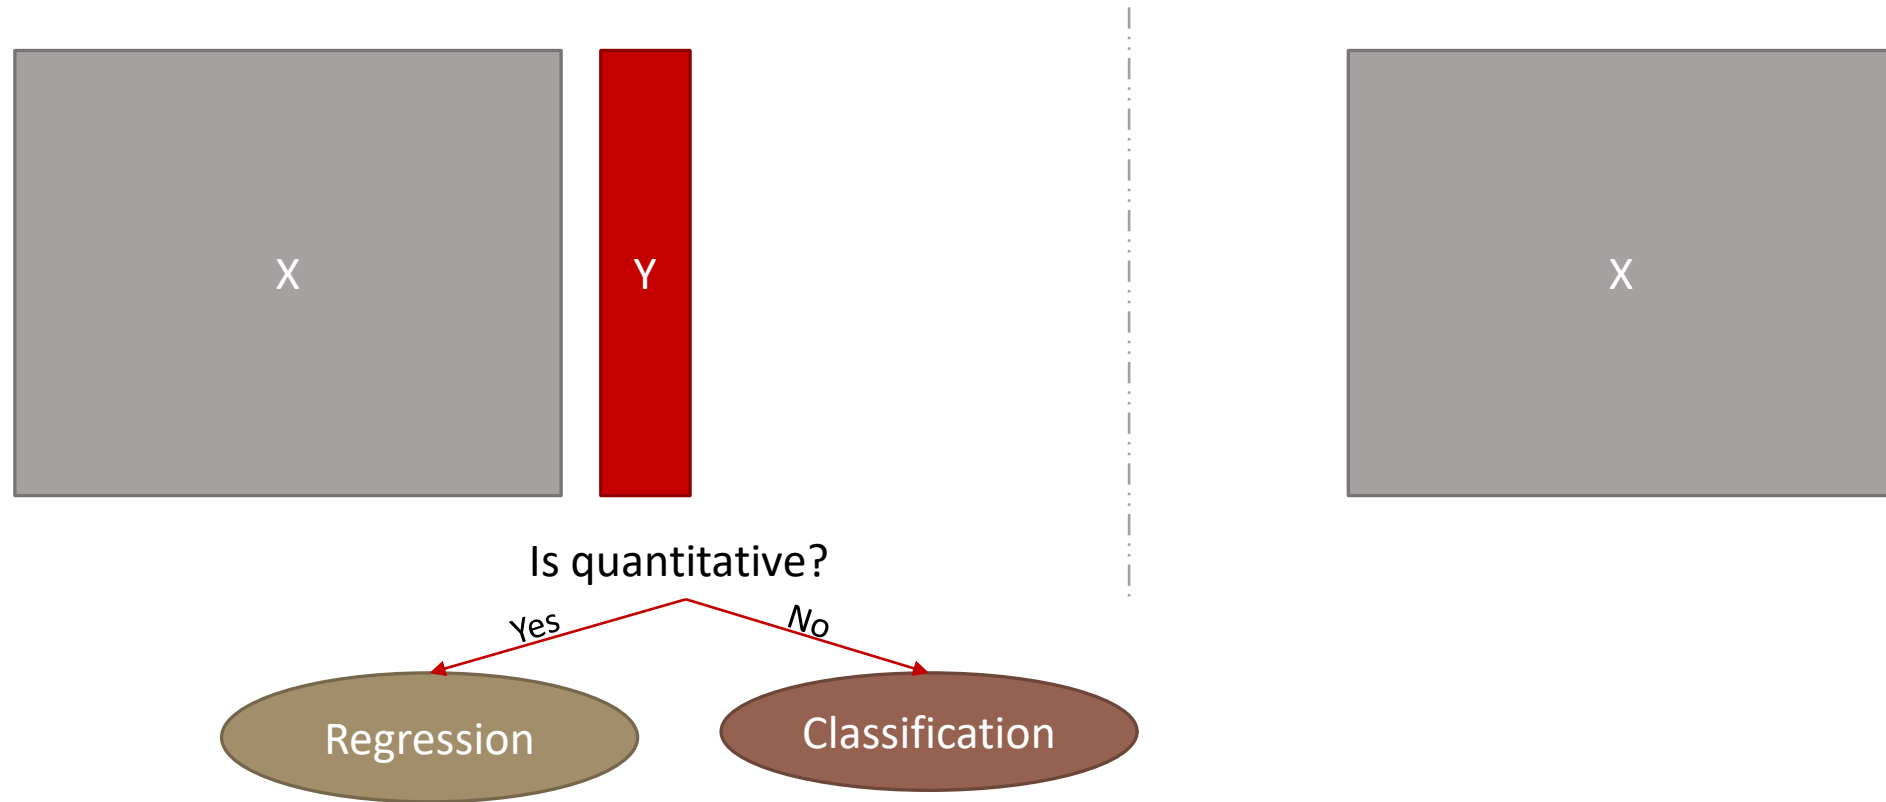 X
Y
X
Is quantitative?
Yes
No
Regression
Classification